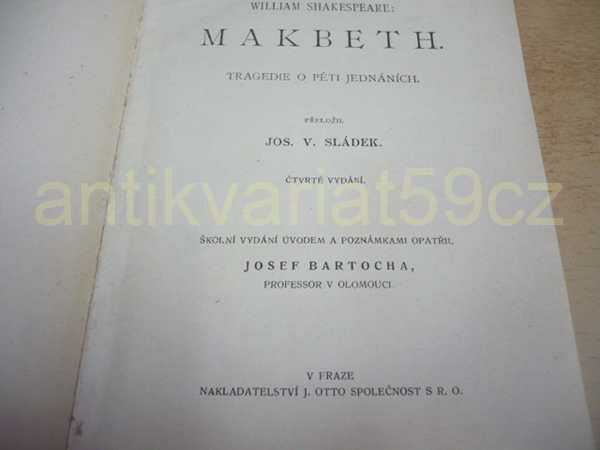 WILLIAM SHAKESPEARE:
MAKBETH.
TRAGEDIE O PĚTI JEDNÁNÍCH.
PŘELOŽIL
JOS. V. SLÁDEK.
ČTVRTÉ VYDÁNÍ.
antikvariat59cz
ŠKOLNÍ VYDÁNÍ ÚVODEM A POZNÁMKAMI OPATŘIL
JOSEF BARTOCHA,
PROFESSOR V OLOMOUCI.
V PRAZE
NAKLADATELSTVÍ J. OTTO SPOLEČNOST S R. O.